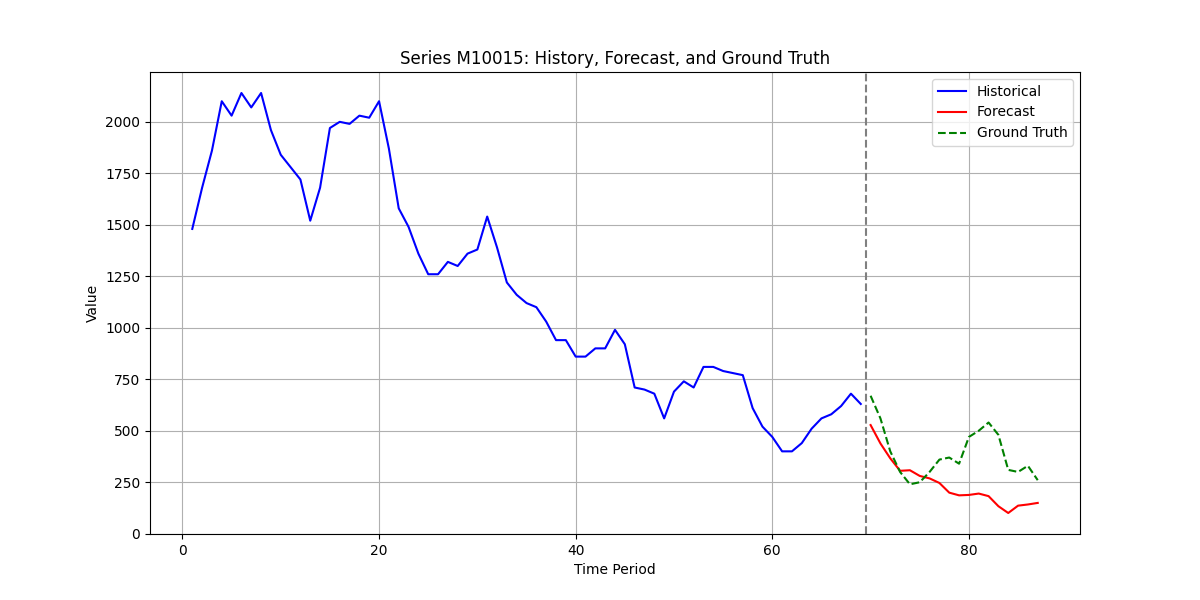 Series M10015: History, Forecast, and Ground Truth
Historical
Forecast
Ground Truth
2000
1750
1500
1250
1000
750
500
250
0
Value
0 20 40 60 80
Time Period